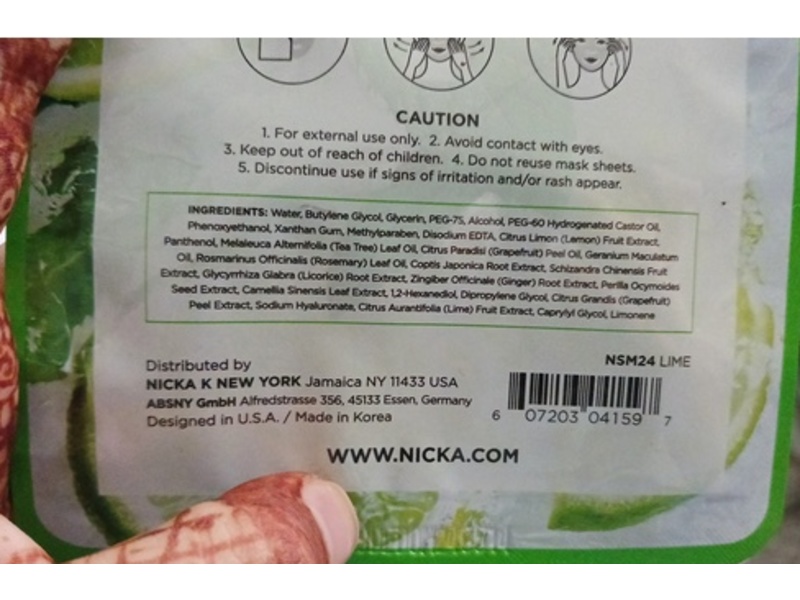 CAUTION
1. For external use only. 2. Avoid contact with eyes.
3. Keep out of reach of children. 4. Do not reuse mask sheets.
5. Discontinue use if signs of irritation and/or rash appear.
INGREDIENTS: Water, Butylene Glycol, Glycerin, PEG-75, Alcohol, PEG-60 Hydrogenated Castor Oil,
Phenoxyethanol, Xanthan Gum, Methylparaben, Disodium EDTA, Citrus Limon (Lemon) Fruit Extract,
Panthenol, Melaleuca Alternifolia (Tea Tree) Leaf Oil, Citrus Paradisi (Grapefruit) Peel Oil, Geranium Maculatum
Oil, Rosmarinus Officinalis (Rosemary) Leaf Oil, Coptis Japonica Root Extract, Schizandra Chinensis Fruit
Extract, Glycyrrhiza Glabra (Licorice) Root Extract, Zingiber Officinale (Ginger) Root Extract, Perilla Ocymoides
Seed Extract, Camellia Sinensis Leaf Extract, 1,2-Hexanediol, Dipropylene Glycol, Citrus Grandis (Grapefruit)
Peel Extract, Sodium Hyaluronate, Citrus Aurantifolia (Lime) Fruit Extract, Caprylyl Glycol, Limonene
Distributed by
NICKA K NEW YORK Jamaica NY 11433 USA
ABSNY GmbH Alfredstrasse 356, 45133 Essen, Germany
Designed in U.S.A. / Made in Korea
NSM24 LIME
6 07203 04159 7
WWW.NICKA.COM